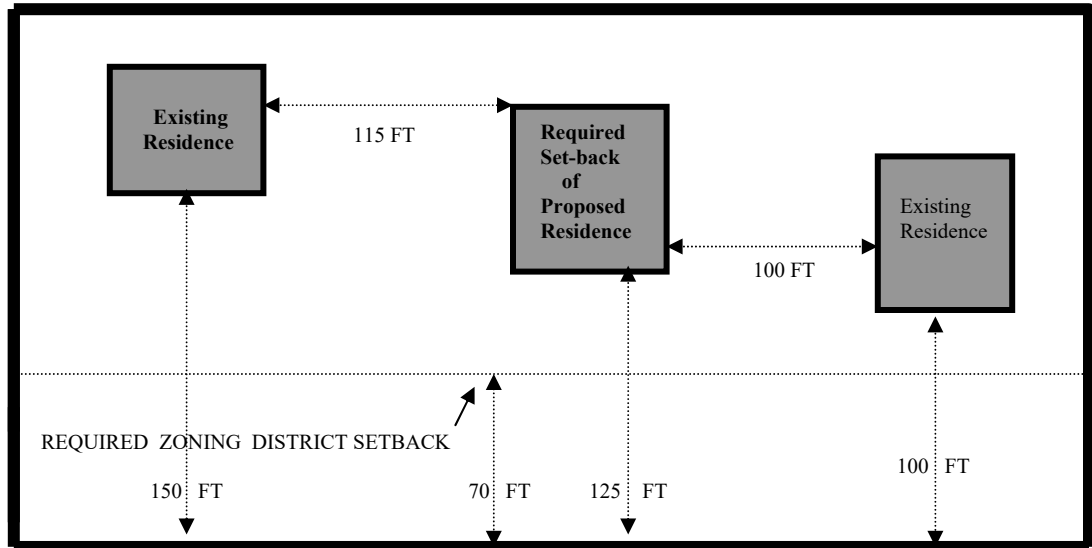 Existing
Residence
115 FT
Required
Set-back
of
Proposed
Residence
Existing
Residence
100 FT
REQUIRED ZONING DISTRICT SETBACK
150 FT
70 FT
125 FT
100 FT